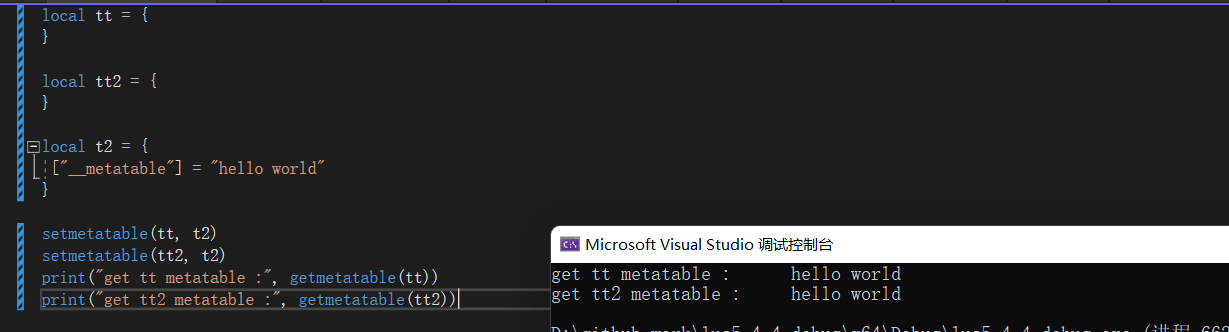 local tt = {
}
local tt2 = {
}
local t2 = {
["__metatable"] = "hello world"
}
setmetatable(tt, t2)
setmetatable(tt2, t2)
print("get tt metatable :", getmetatable(tt))
print("get tt2 metatable :", getmetatable(tt2))
Microsoft Visual Studio 调试控制台
get tt metatable : hello world
get tt2 metatable : hello world